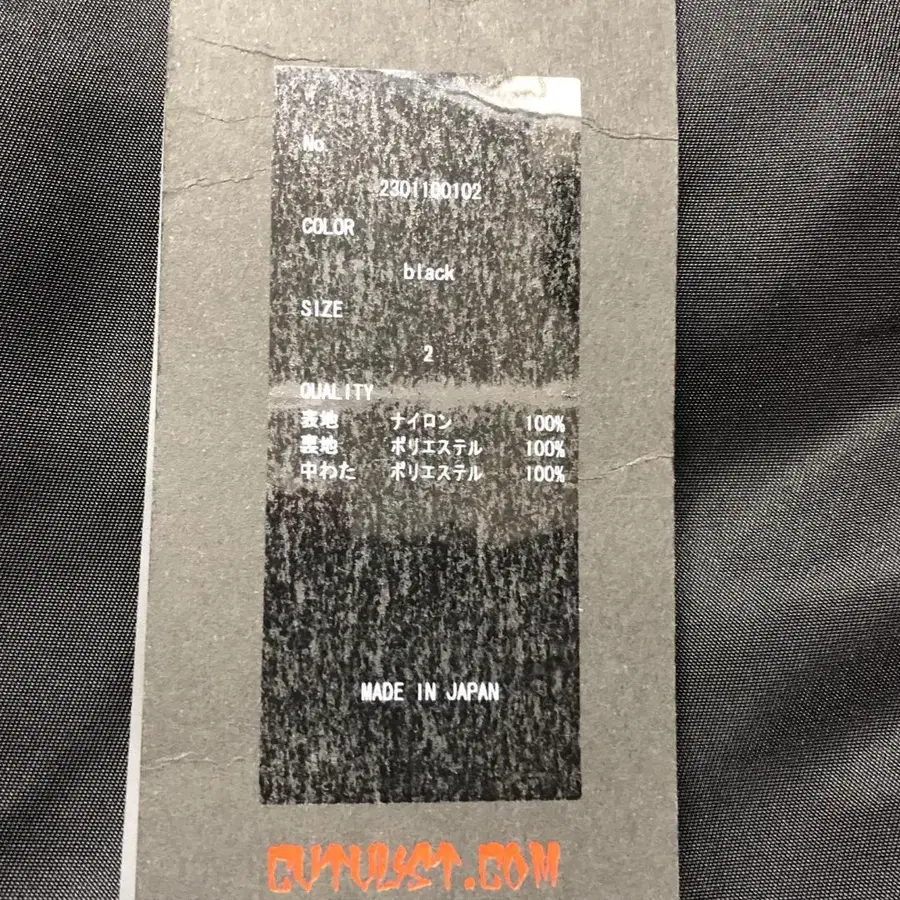 No.
2301100102
COLOR
black
SIZE
2
QUALITY
表地 ナイロン 100%
裏地 ポリエステル 100%
中わた ポリエステル 100%
MADE IN JAPAN
CUTULYST.COM